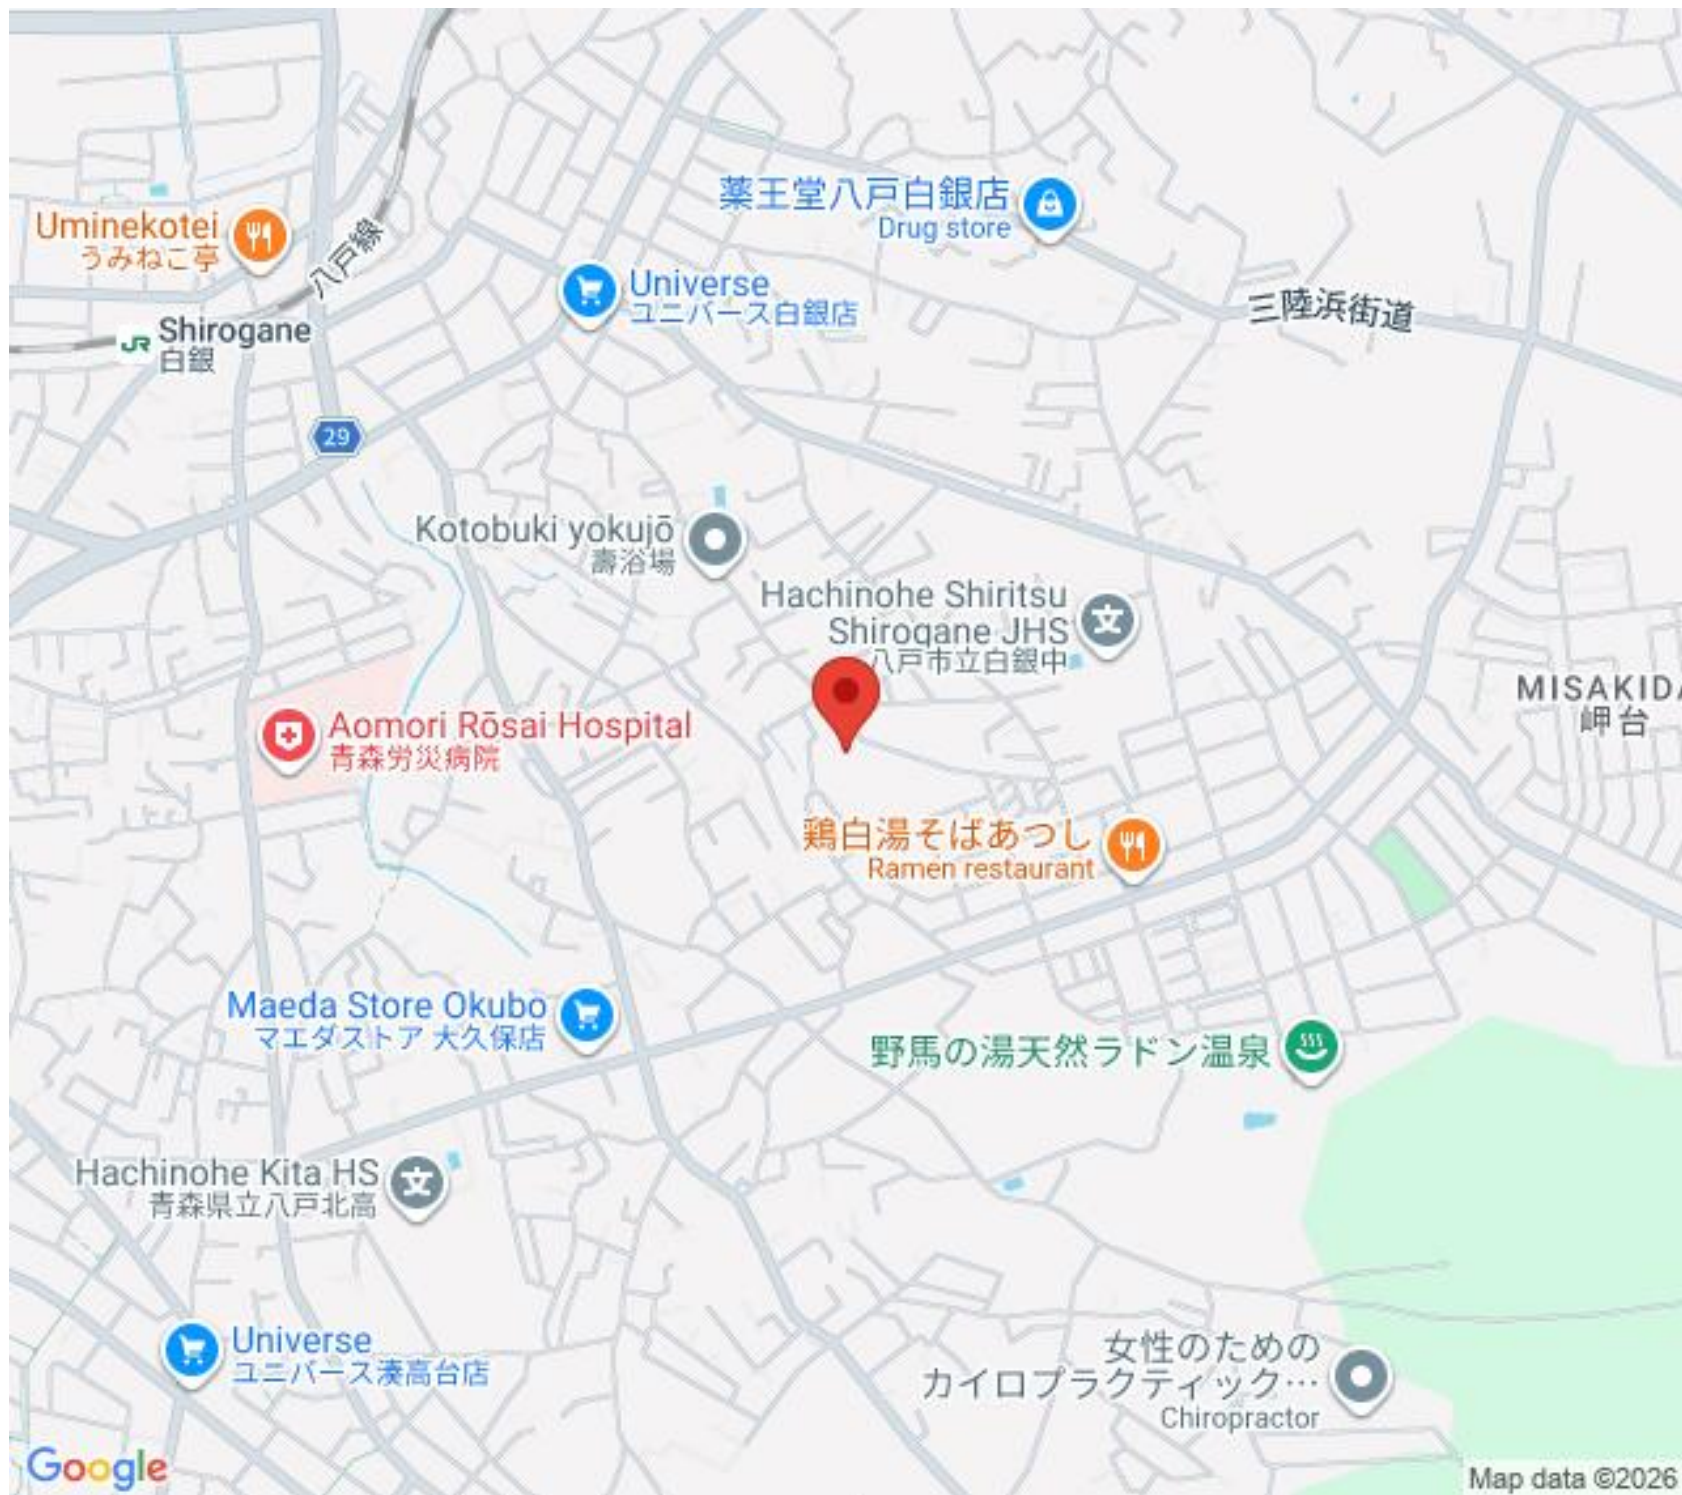 薬王堂八戸白銀店
Drug store
Uminekotei
うみねこ亭
八戸線
Universe
ユニバース白銀店
三陸浜街道
JR
Shirogane
白銀
29
Kotobuki yokujō
壽浴場
Hachinohe Shiritsu
Shirogane JHS
八戸市立白銀中
MISAKIDA
岬台
Aomori Rōsai Hospital
青森労災病院
鶏白湯そばあつし
Ramen restaurant
Maeda Store Okubo
マエダストア 大久保店
野馬の湯天然ラドン温泉
Hachinohe Kita HS
青森県立八戸北高
文
文
Universe
ユニバース湊高台店
女性のための
カイロプラクティック…
Chiropractor
Google
Map data ©2026